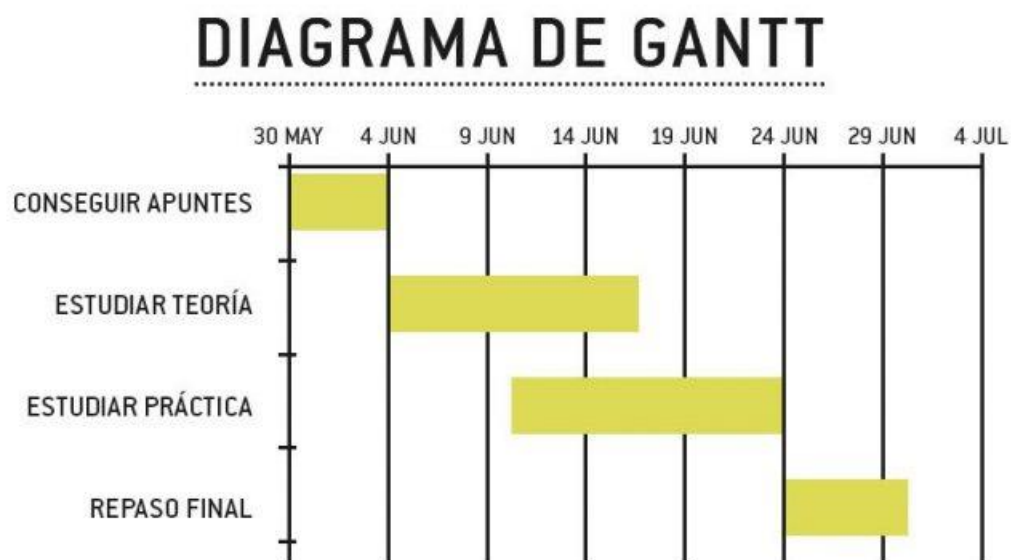 DIAGRAMA DE GANTT
30 MAY 4 JUN 9 JUN 14 JUN 19 JUN 24 JUN 29 JUN 4 JUL
CONSEGUIR APUNTES
ESTUDIAR TEORÍA
ESTUDIAR PRÁCTICA
REPASO FINAL